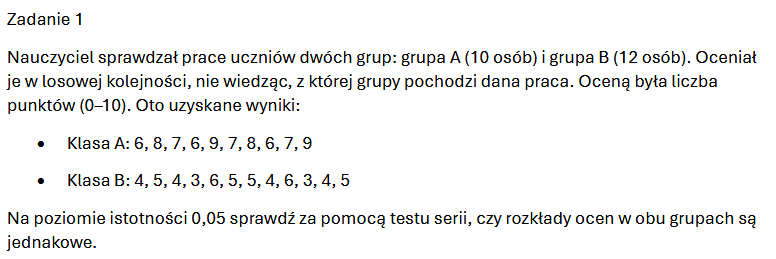 Zadanie 1
Nauczyciel sprawdzał prace uczniów dwóch grup: grupa A (10 osób) i grupa B (12 osób). Oceniał
je w losowej kolejności, nie wiedząc, z której grupy pochodzi dana praca. Oceną była liczba
punktów (0–10). Oto uzyskane wyniki:
• Klasa A: 6, 8, 7, 6, 9, 7, 8, 6, 7, 9
• Klasa B: 4, 5, 4, 3, 6, 5, 5, 4, 6, 3, 4, 5
Na poziomie istotności 0,05 sprawdź za pomocą testu serii, czy rozkłady ocen w obu grupach są
jednakowe.